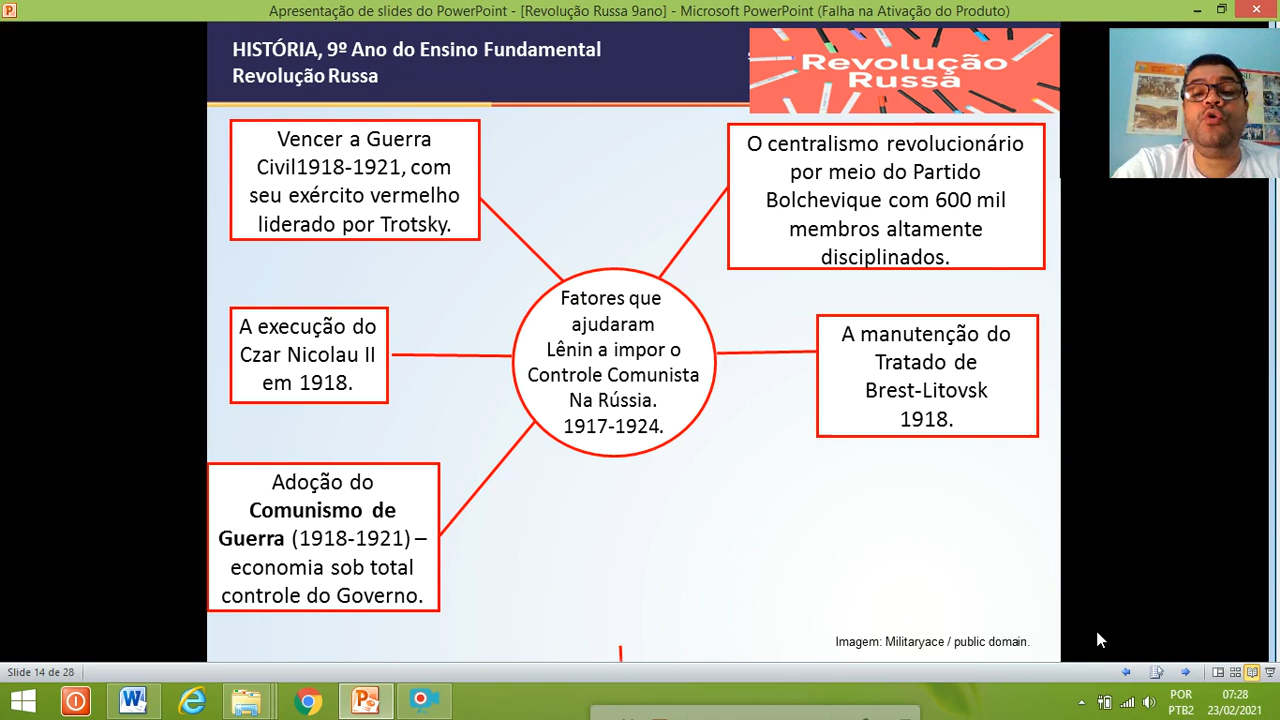 Apresentação de slides do PowerPoint - [Revolução Russa 9ano] - Microsoft PowerPoint (Falha na Ativação do Produto)
HISTÓRIA, 9º Ano do Ensino Fundamental
Revolução Russa
Revolução
Russa
Vencer a Guerra
Civil1918-1921, com
seu exército vermelho
liderado por Trotsky.
O centralismo revolucionário
por meio do Partido
Bolchevique com 600 mil
membros altamente
disciplinados.
Fatores que
ajudaram
Lênin a impor o
Controle Comunista
Na Rússia.
1917-1924.
A execução do
Czar Nicolau II
em 1918.
A manutenção do
Tratado de
Brest-Litovsk
1918.
Adoção do
Comunismo de
Guerra (1918-1921) –
economia sob total
controle do Governo.
Imagem: Militaryace / public domain.
Slide 14 de 28
POR
PTB2
07:28
23/02/2021